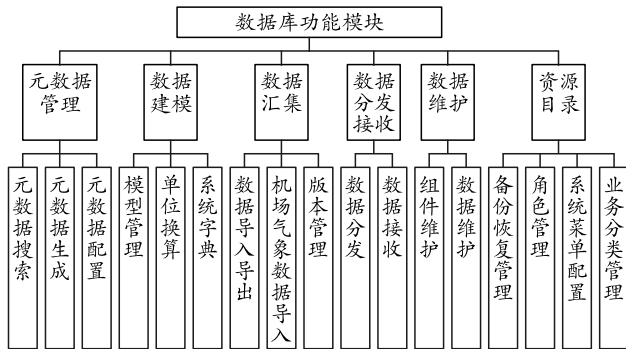 数据库功能模块
元数据
管理
数据
建模
数据
汇集
数据
分发
接收
数据
维护
资源
目录
元数据搜索
元数据生成
元数据配置
模型管理
单位换算
系统字典
数据导入导出
机场气象数据导入
版本管理
数据分发
数据接收
组件维护
数据维护
备份恢复管理
角色管理
系统菜单配置
业务分类管理